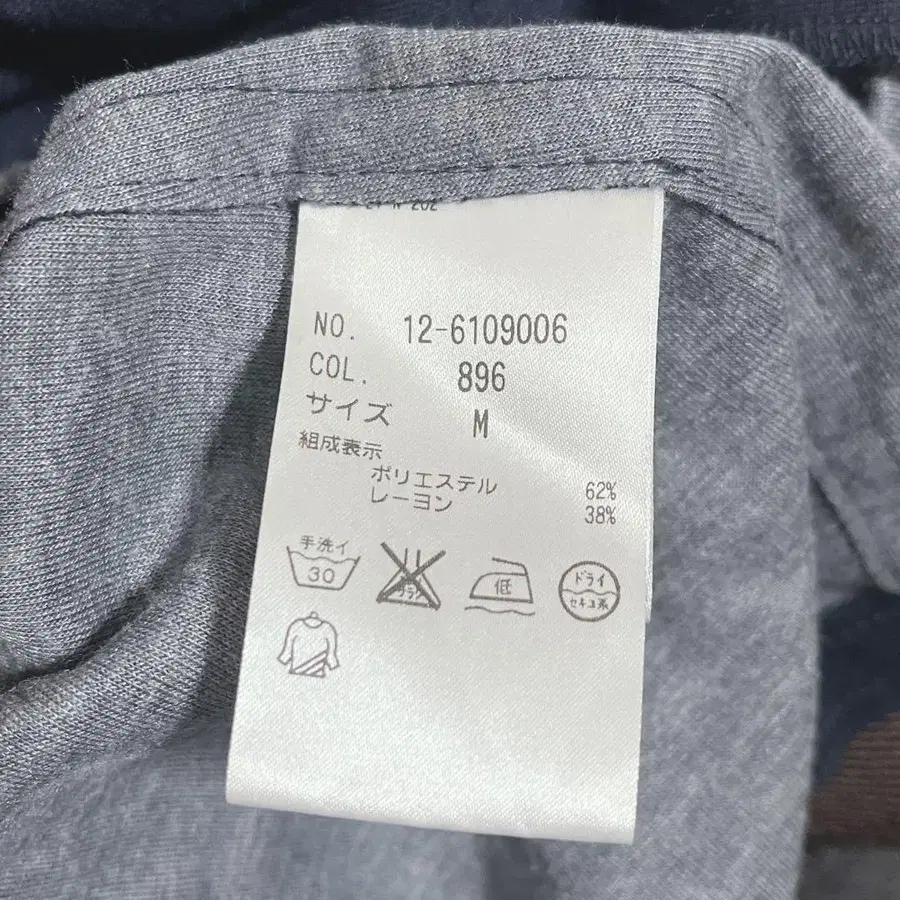 NO. 12-6109006
COL. 896
サイズ M
組成表示
ポリエステル 62%
レーヨン 38%
手洗イ
30
低
ドライ
セキユ系